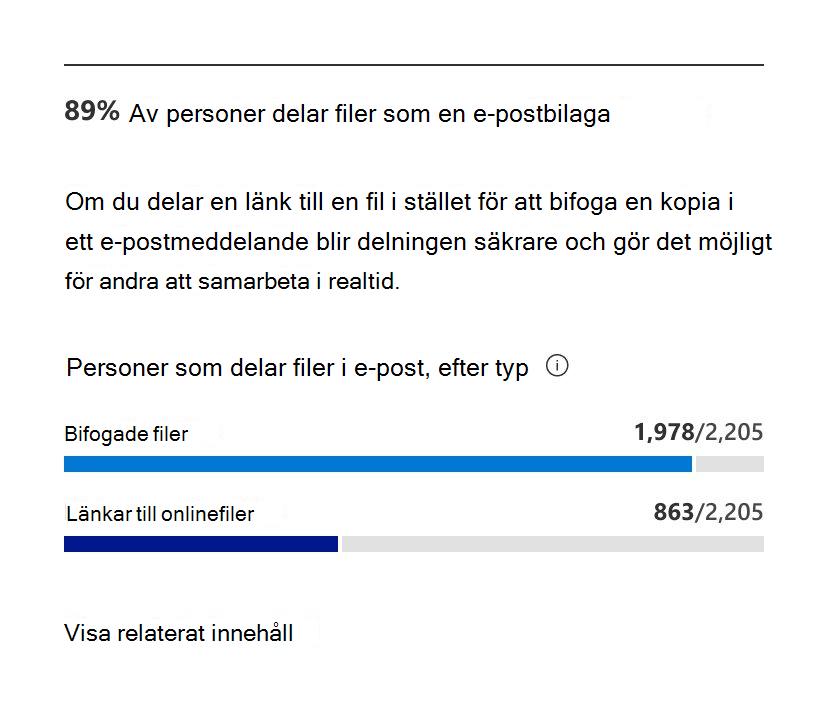 89% Av personer delar filer som en e-postbilaga
Om du delar en länk till en fil i stället för att bifoga en kopia i
ett e-postmeddelande blir delningen säkrare och gör det möjligt
för andra att samarbeta i realtid.
Personer som delar filer i e-post, efter typ
Bifogade filer 1,978/2,205
Länkar till onlinefiler 863/2,205
Visa relaterat innehåll